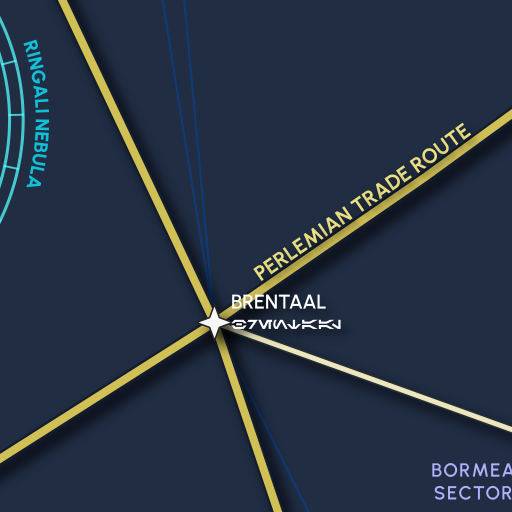 RINGALI NEBULA
PERLEMIAN TRADE ROUTE
BRENTAAL
BORMEA
SECTOR